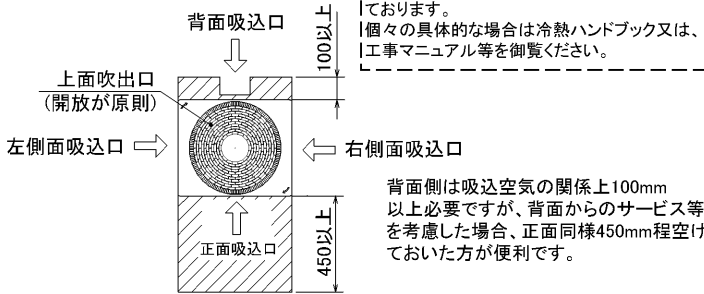 ております。
個々の具体的な場合は冷熱ハンドブック又は、
工事マニュアル等を御覧ください。
背面吸込口
100以上
上面吹出口
(開放が原則)
左側面吸込口
右側面吸込口
正面吸込口
450以上
背面側は吸込空気の関係上100mm
以上必要ですが、背面からのサービス等
を考慮した場合、正面同様450mm程空け
ておいた方が便利です。